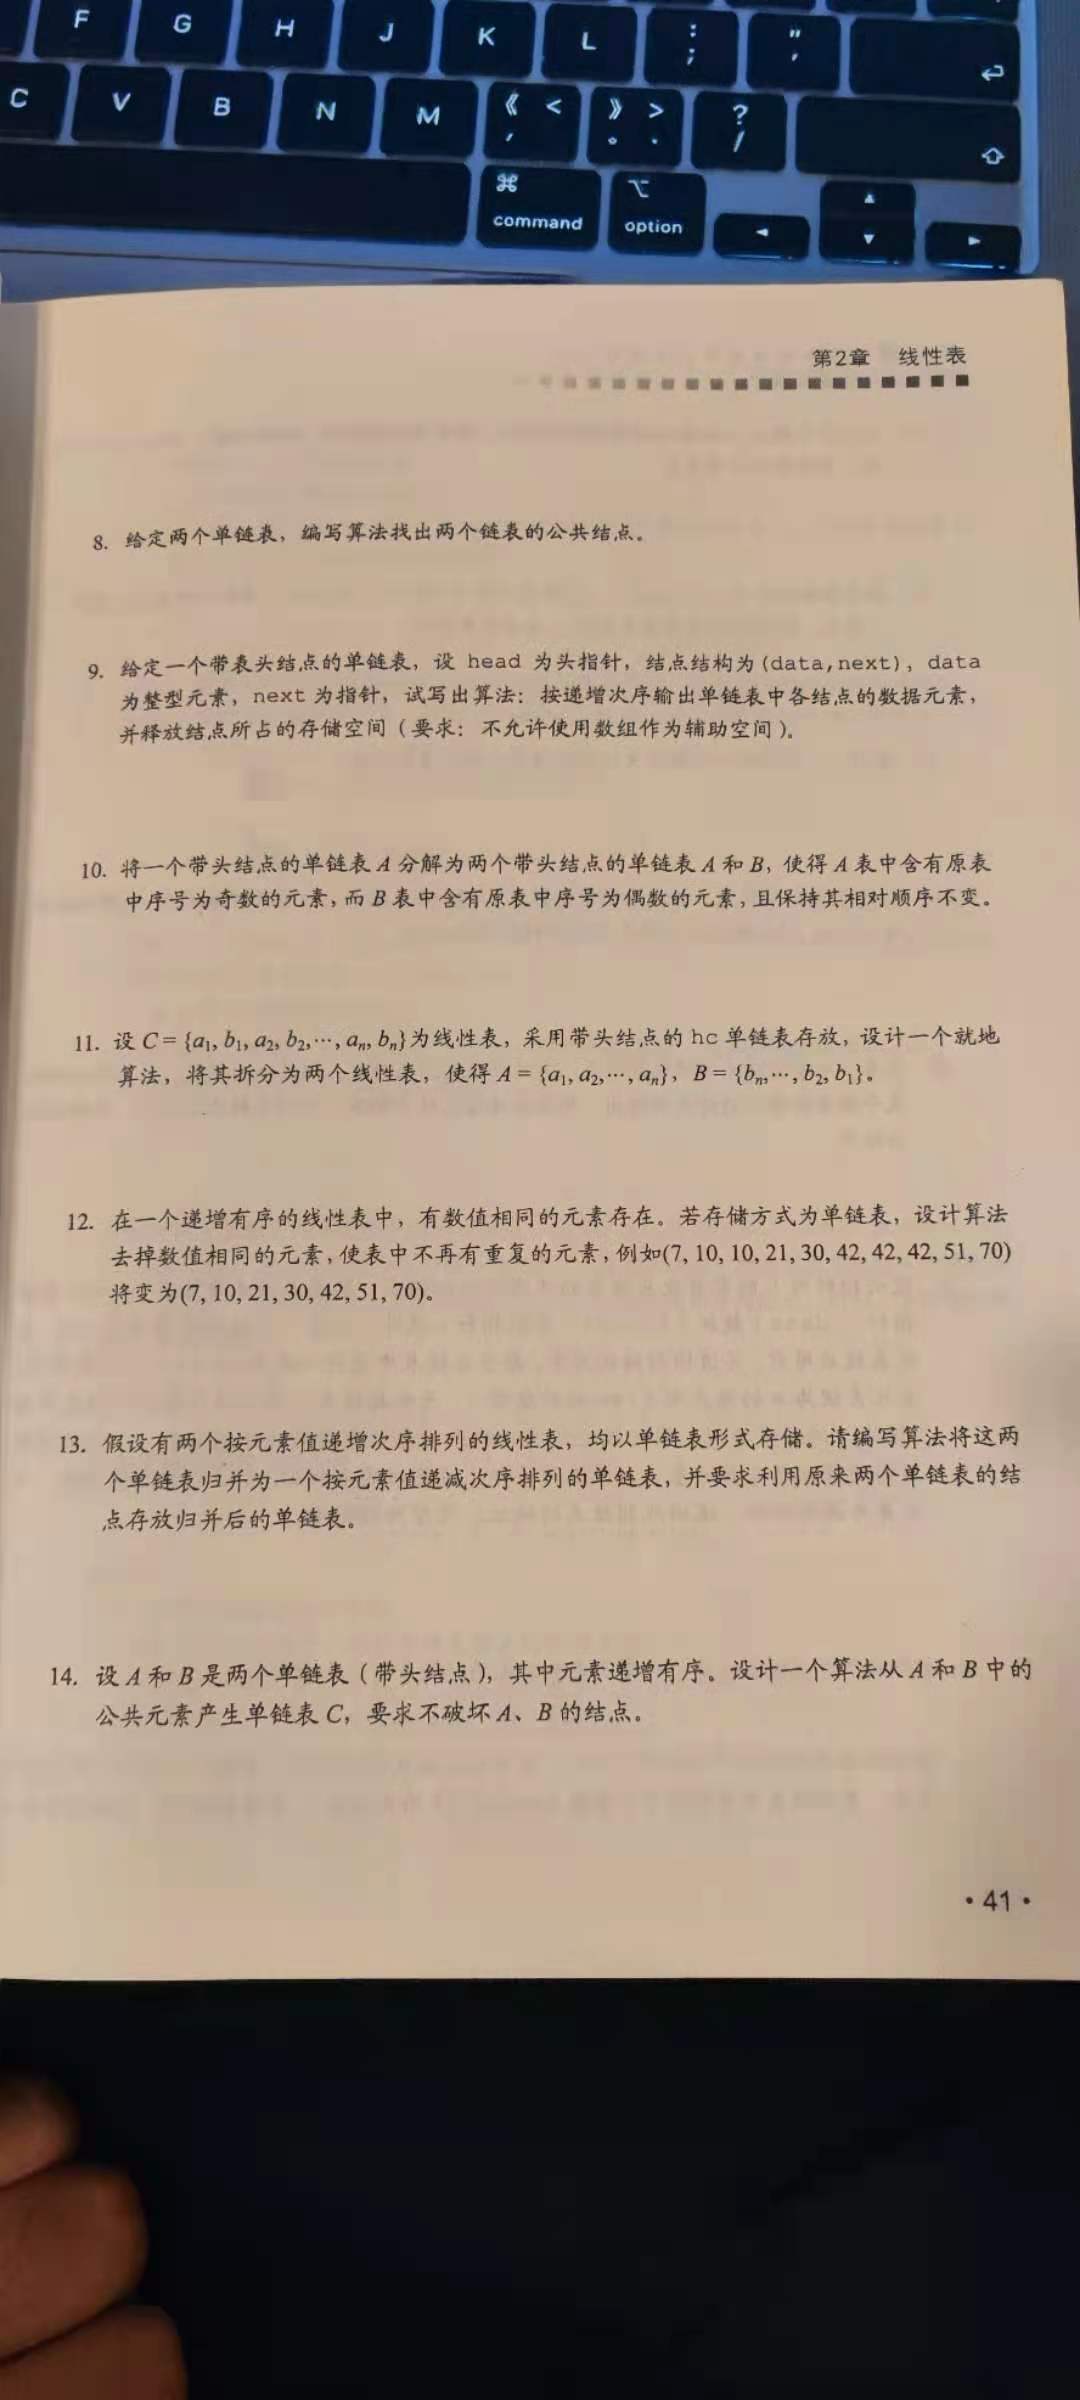 F G H J K L : ; " '
C V B N M 《 < , 》 > 。 . ? /
⌘ ⌥
command option
第2章 线性表
8. 给定两个单链表，编写算法找出两个链表的公共结点。
9. 给定一个带表头结点的单链表，设 head 为头指针，结点结构为(data,next)，data
为整型元素，next 为指针，试写出算法：按递增次序输出单链表中各结点的数据元素，
并释放结点所占的存储空间（要求：不允许使用数组作为辅助空间）。
10. 将一个带头结点的单链表 A 分解为两个带头结点的单链表 A 和 B，使得 A 表中含有原表
中序号为奇数的元素，而 B 表中含有原表中序号为偶数的元素，且保持其相对顺序不变。
11. 设 C = {a₁, b₁, a₂, b₂,…, aₙ, bₙ}为线性表，采用带头结点的 hc 单链表存放，设计一个就地
算法，将其拆分为两个线性表，使得 A = {a₁, a₂,…, aₙ}，B = {bₙ,…, b₂, b₁}。
12. 在一个递增有序的线性表中，有数值相同的元素存在。若存储方式为单链表，设计算法
去掉数值相同的元素，使表中不再有重复的元素，例如(7, 10, 10, 21, 30, 42, 42, 42, 51, 70)
将变为(7, 10, 21, 30, 42, 51, 70)。
13. 假设有两个按元素值递增次序排列的线性表，均以单链表形式存储。请编写算法将这两
个单链表归并为一个按元素值递减次序排列的单链表，并要求利用原来两个单链表的结
点存放归并后的单链表。
14. 设 A 和 B 是两个单链表（带头结点），其中元素递增有序。设计一个算法从 A 和 B 中的
公共元素产生单链表 C，要求不破坏 A、B 的结点。
• 41 •